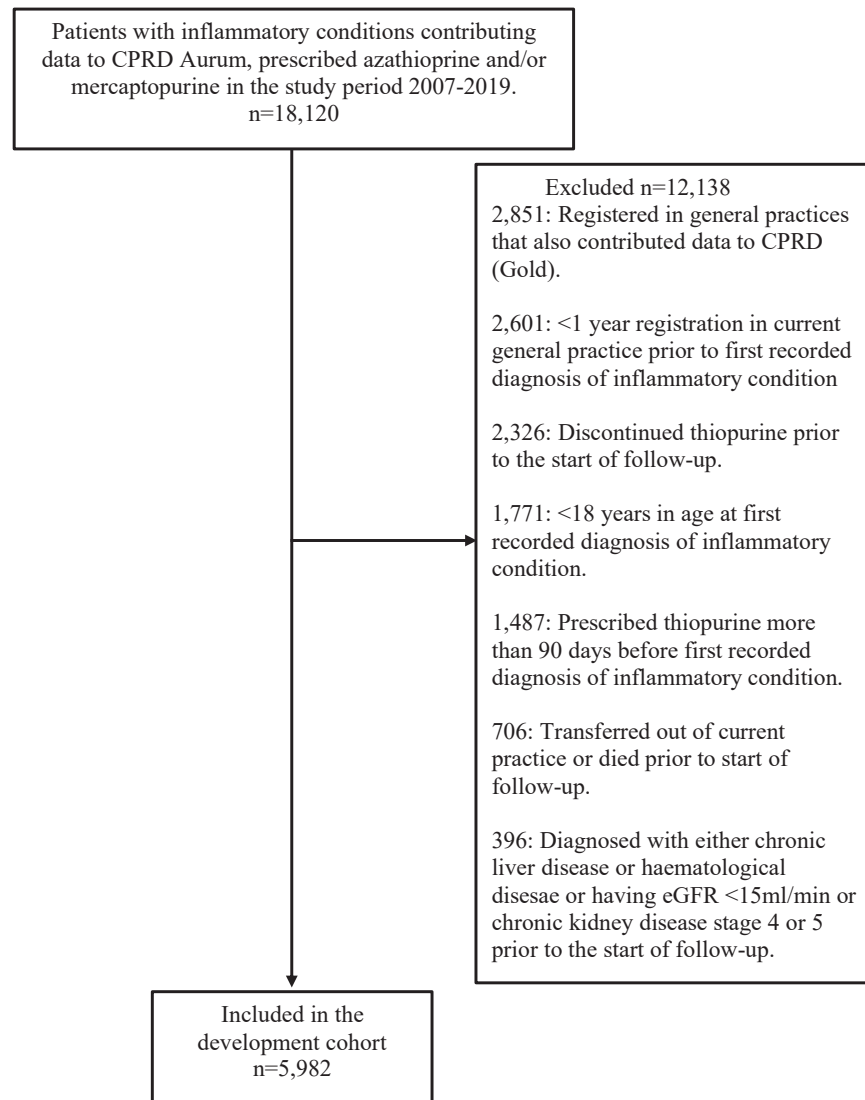 Patients with inflammatory conditions contributing
data to CPRD Aurum, prescribed azathioprine and/or
mercaptopurine in the study period 2007-2019.
n=18,120
Excluded n=12,138
2,851: Registered in general practices
that also contributed data to CPRD
(Gold).
2,601: <1 year registration in current
general practice prior to first recorded
diagnosis of inflammatory condition
2,326: Discontinued thiopurine prior
to the start of follow-up.
1,771: <18 years in age at first
recorded diagnosis of inflammatory
condition.
1,487: Prescribed thiopurine more
than 90 days before first recorded
diagnosis of inflammatory condition.
706: Transferred out of current
practice or died prior to start of
follow-up.
396: Diagnosed with either chronic
liver disease or haematological
disesae or having eGFR <15ml/min or
chronic kidney disease stage 4 or 5
prior to the start of follow-up.
Included in the
development cohort
n=5,982